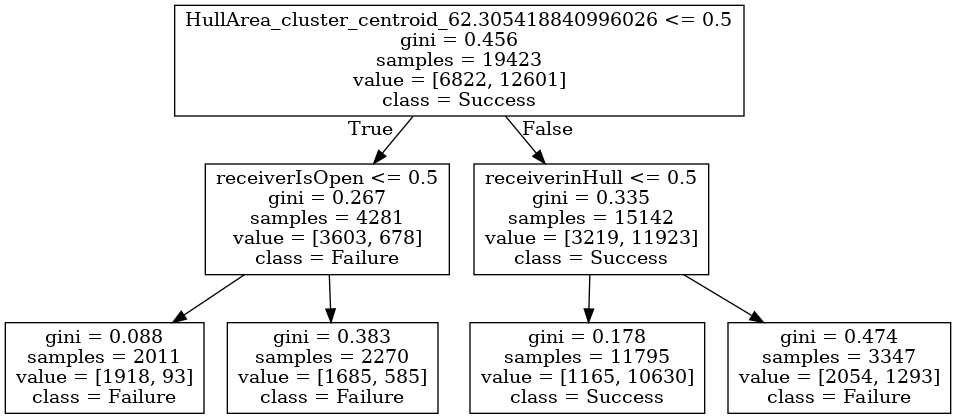 HullArea_cluster_centroid_62.305418840996026 <= 0.5
gini = 0.456
samples = 19423
value = [6822, 12601]
class = Success
True
False
receiverIsOpen <= 0.5
gini = 0.267
samples = 4281
value = [3603, 678]
class = Failure
receiverinHull <= 0.5
gini = 0.335
samples = 15142
value = [3219, 11923]
class = Success
gini = 0.088
samples = 2011
value = [1918, 93]
class = Failure
gini = 0.383
samples = 2270
value = [1685, 585]
class = Failure
gini = 0.178
samples = 11795
value = [1165, 10630]
class = Success
gini = 0.474
samples = 3347
value = [2054, 1293]
class = Failure